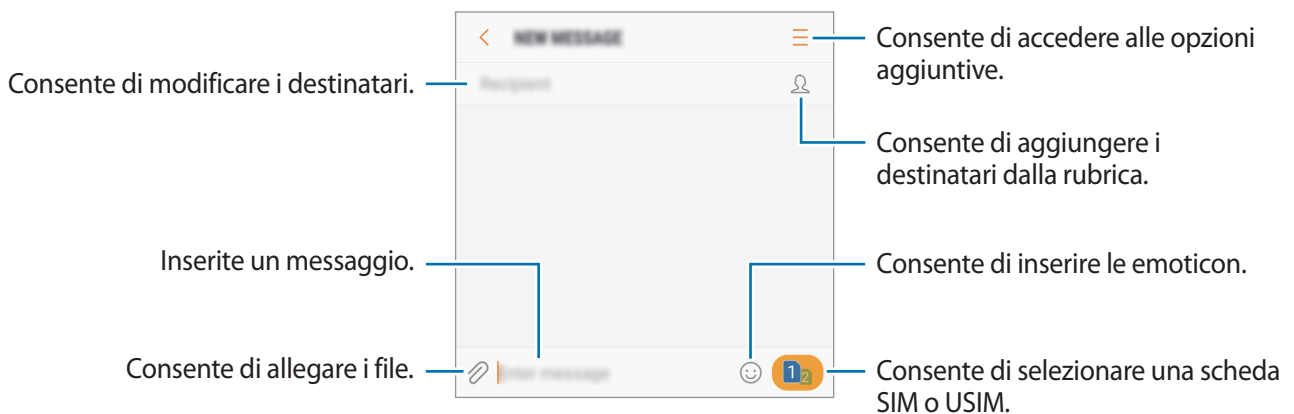 NEW MESSAGE
Consente di accedere alle opzioni
aggiuntive.
Consente di modificare i destinatari.
Recipient
Consente di aggiungere i
destinatari dalla rubrica.
Inserite un messaggio.
Consente di inserire le emoticon.
Consente di allegare i file.
Enter message
1
2
Consente di selezionare una scheda
SIM o USIM.